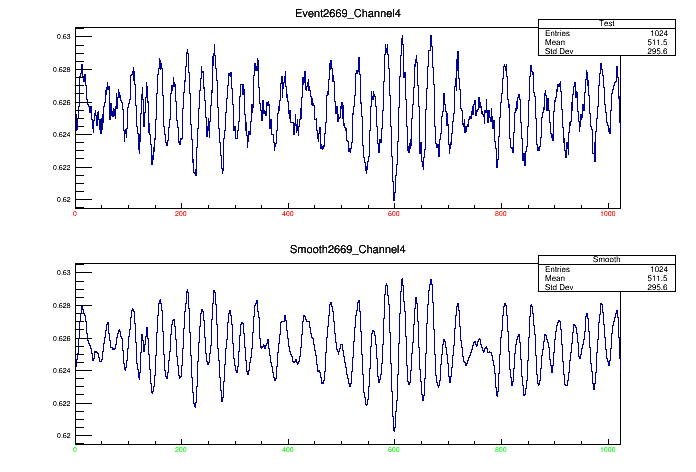 Event2669_Channel4
Test
Entries 1024
Mean 511.5
Std Dev 295.6
0.63
0.628
0.626
0.624
0.622
0.62
0 200 400 600 800 1000
Smooth2669_Channel4
Smooth
Entries 1024
Mean 511.5
Std Dev 295.6
0.63
0.628
0.626
0.624
0.622
0.62
0 200 400 600 800 1000